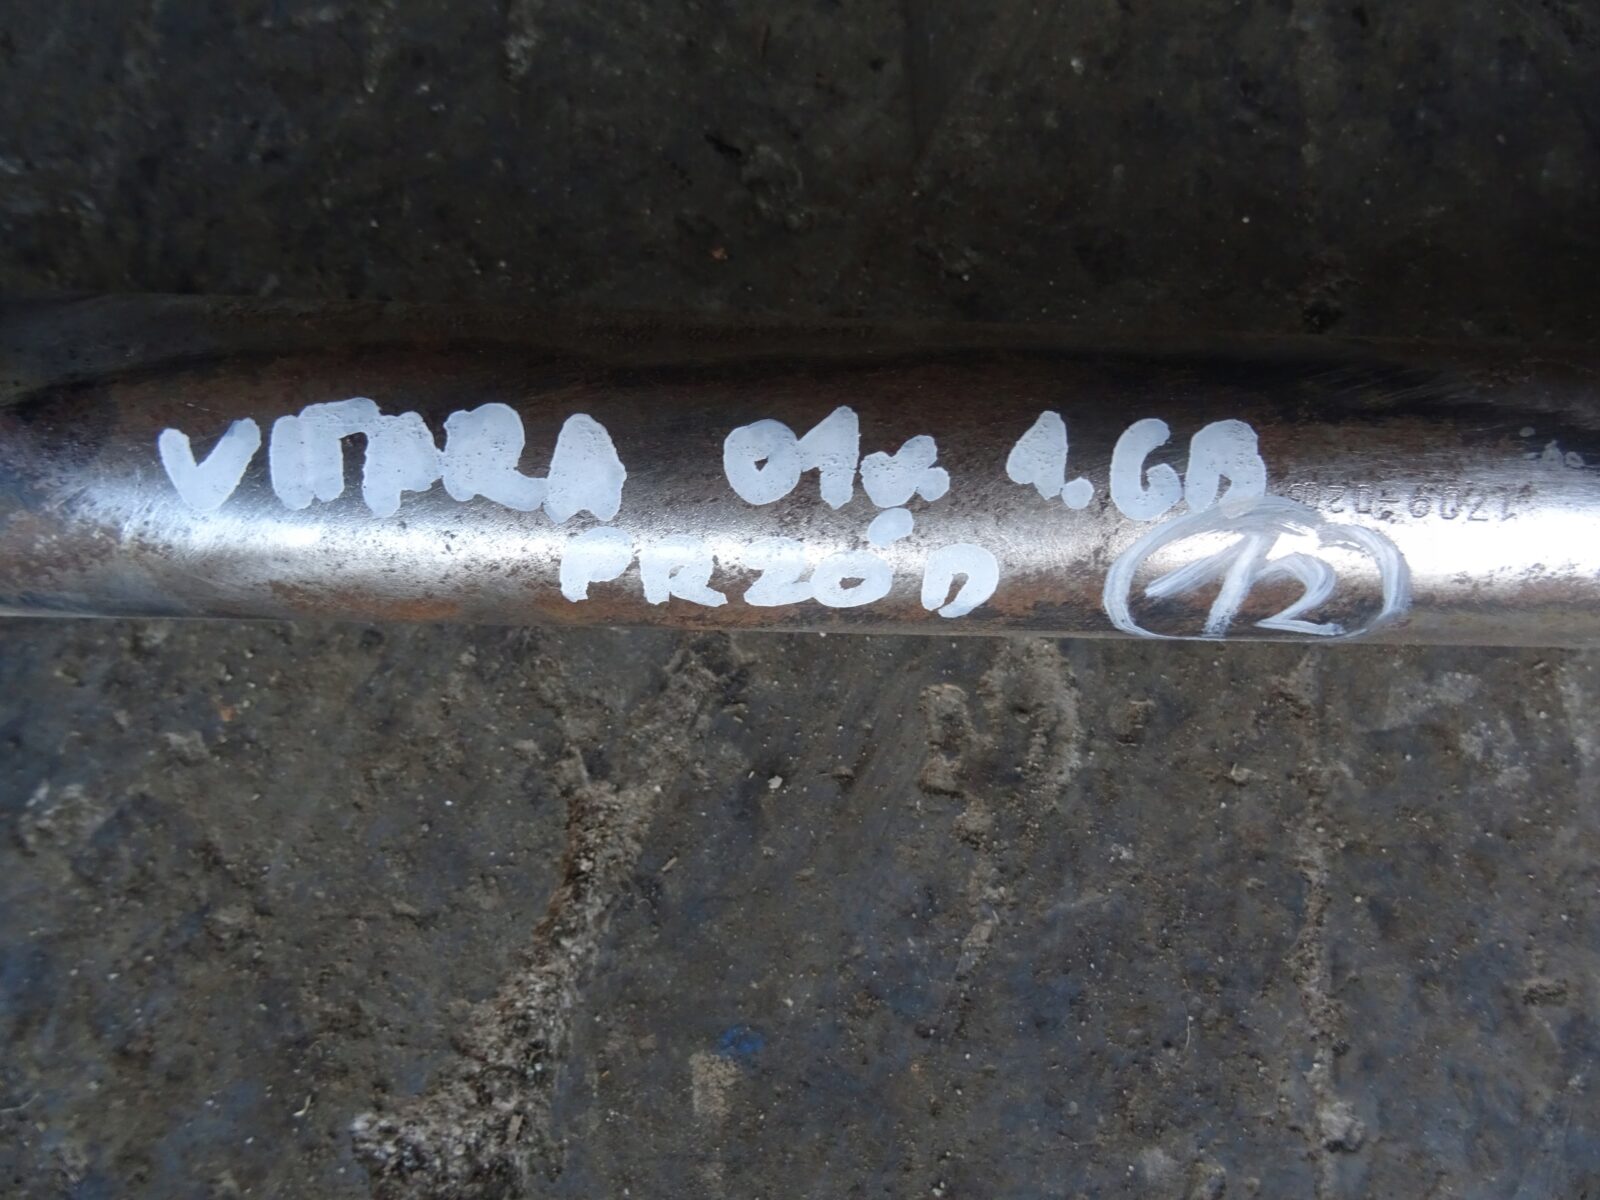 VITARA 01r 1.6B
PRZÓD 12